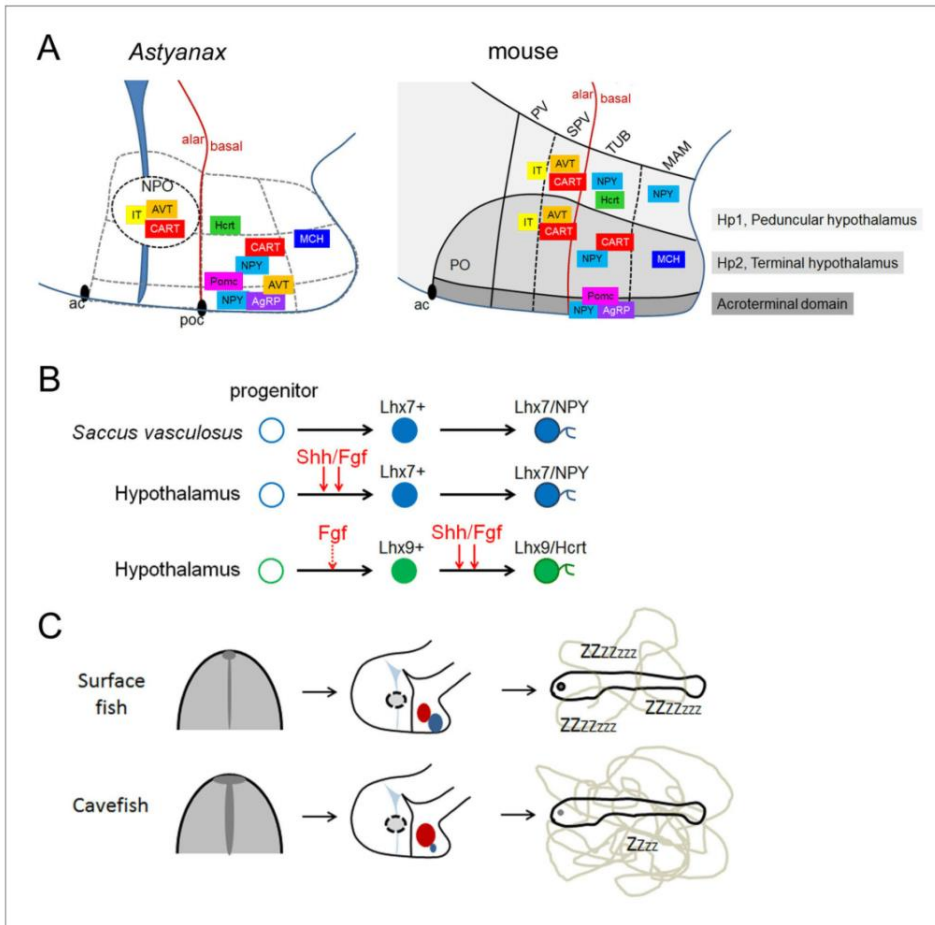 A
Astyanax
mouse
alar
basal
NPO
IT
AVT
CART
Hcrt
CART
MCH
NPY
Pomc
AVT
NPY
AgRP
ac
poc
PV
SPV
alar
basal
TUB
MAM
IT
AVT
CART
NPY
Hcrt
NPY
IT
AVT
CART
CART
NPY
MCH
PO
Pomc
NPY
AgRP
ac
Hp1, Peduncular hypothalamus
Hp2, Terminal hypothalamus
Acroterminal domain
B
progenitor
Saccus vasculosus
Lhx7+
Lhx7/NPY
Hypothalamus
Shh/Fgf
Lhx7+
Lhx7/NPY
Hypothalamus
Fgf
Lhx9+
Shh/Fgf
Lhx9/Hcrt
C
Surface
fish
ZZZZzzz
ZZZZzzz
ZZZZzzz
Cavefish
ZZzz